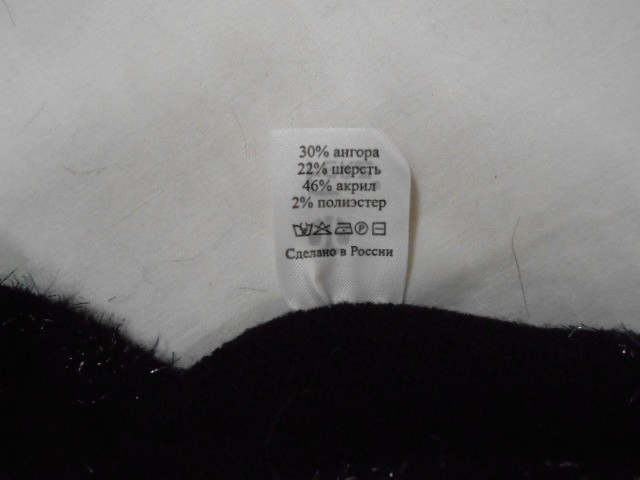 30% ангора
22% шерсть
46% акрил
2% полиэстер
Сделано в России